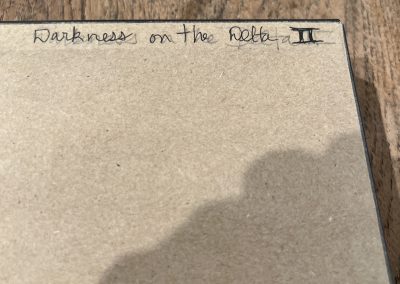 Darkness on the Delta II